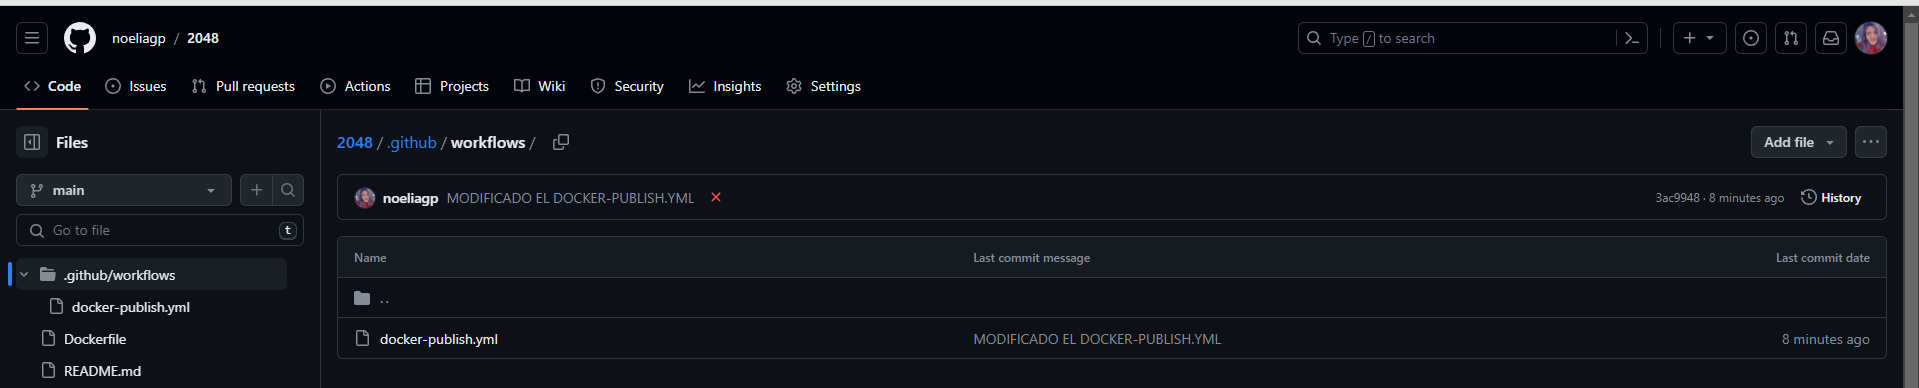 noeliagp / 2048
Type / to search
Code Issues Pull requests Actions Projects Wiki Security Insights Settings
Files
2048 / .github / workflows /
Add file
main
noeliagp MODIFICADO EL DOCKER-PUBLISH.YML
3ac9948 · 8 minutes ago History
Go to file t
Name Last commit message Last commit date
.github/workflows
..
docker-publish.yml
docker-publish.yml MODIFICADO EL DOCKER-PUBLISH.YML 8 minutes ago
Dockerfile
README.md